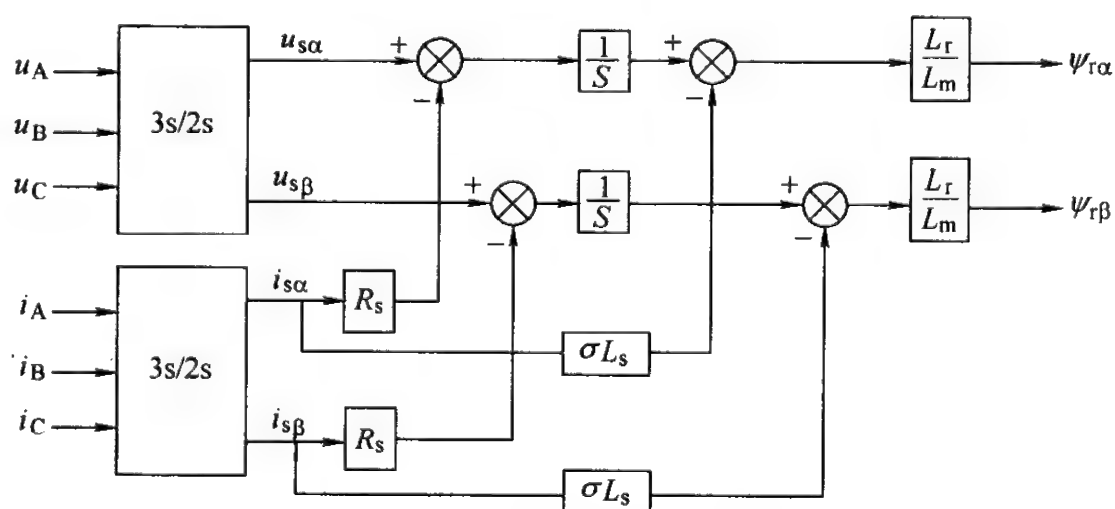 u_A
u_B
u_C
3s/2s
u_sα
+
−
1/S
+
−
L_r/L_m
ψ_rα
u_sβ
+
−
1/S
+
−
L_r/L_m
ψ_rβ
i_A
i_B
i_C
3s/2s
i_sα
R_s
σL_s
i_sβ
R_s
σL_s